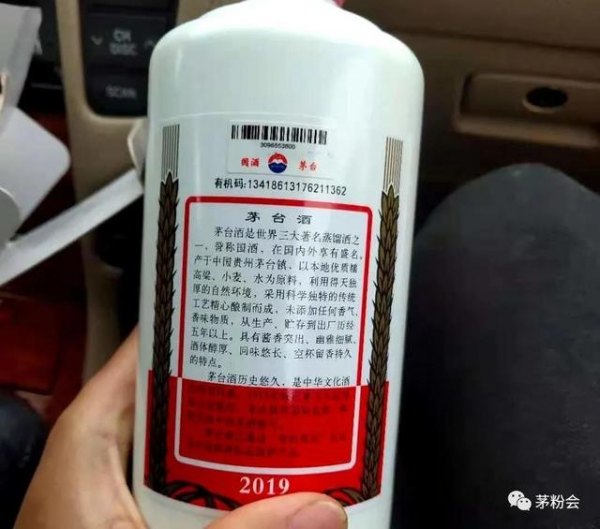 CH
DISC
SCAN
3096553800
国酒 茅台
有机码:13418613176211362
茅台酒
茅台酒是世界三大著名蒸馏酒之
一，誉称国酒、在国内外享有盛名。
产于中国贵州茅台镇、以本地优质糯
高粱、小麦、水为原料，利用得天独
厚的自然环境，采用科学独特的传统
工艺精心酿制而成，未添加任何香气、
香味物质，从生产、贮存到出厂历经
五年以上。具有酱香突出、幽雅细腻、
酒体醇厚、回味悠长、空杯留香持久
的特点。
茅台酒历史悠久，是中华文化酒
2019
茅粉会